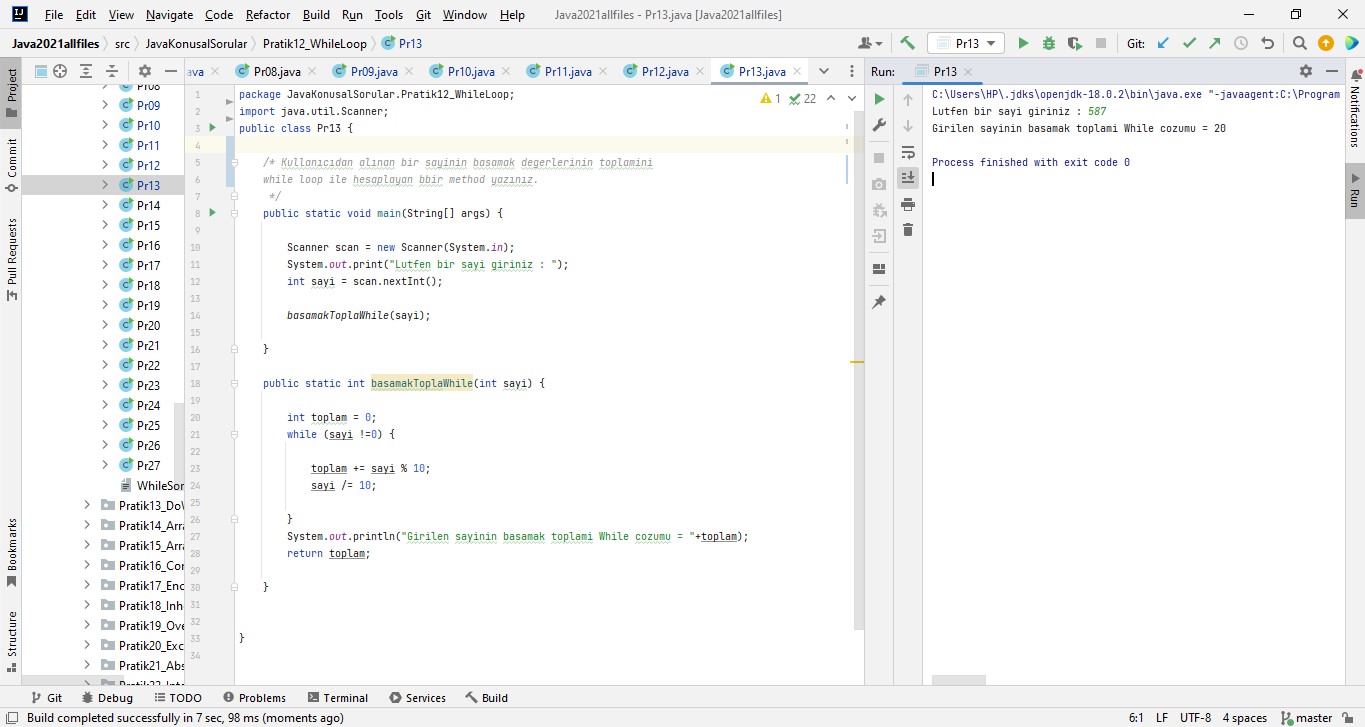 File Edit View Navigate Code Refactor Build Run Tools Git Window Help Java2021allfiles - Pr13.java [Java2021allfiles]
Java2021allfiles src JavaKonusalSorular Pratik12_WhileLoop Pr13 Pr13 Git:
Project
Commit
Pull Requests
Bookmarks
Structure
Pr08
Pr09
Pr10
Pr11
Pr12
Pr13
Pr14
Pr15
Pr16
Pr17
Pr18
Pr19
Pr20
Pr21
Pr22
Pr23
Pr24
Pr25
Pr26
Pr27
WhileSor
Pratik13_DoW
Pratik14_Arra
Pratik15_Arra
Pratik16_Con
Pratik17_Enc
Pratik18_Inh
Pratik19_Ove
Pratik20_Exc
Pratik21_Abs
ava Pr08.java Pr09.java Pr10.java Pr11.java Pr12.java Pr13.java
1 22
1 package JavaKonusalSorular.Pratik12_WhileLoop;
2 import java.util.Scanner;
3 public class Pr13 {
4
5 /* Kullanıcıdan alınan bir sayinin basamak degerlerinin toplamini
6 while loop ile hesaplayan bbir method yazınız.
7 */
8 public static void main(String[] args) {
9
10 Scanner scan = new Scanner(System.in);
11 System.out.print("Lutfen bir sayi giriniz : ");
12 int sayi = scan.nextInt();
13
14 basamakToplaWhile(sayi);
15
16 }
17
18 public static int basamakToplaWhile(int sayi) {
19
20 int toplam = 0;
21 while (sayi !=0) {
22
23 toplam += sayi % 10;
24 sayi /= 10;
25
26 }
27 System.out.println("Girilen sayinin basamak toplami While cozumu = "+toplam);
28 return toplam;
29
30 }
31
32
33 }
34
Run: Pr13
C:\Users\HP\.jdks\openjdk-18.0.2\bin\java.exe "-javaagent:C:\Program
Lutfen bir sayi giriniz : 587
Girilen sayinin basamak toplami While cozumu = 20
Process finished with exit code 0
Notifications
Run
Git Debug TODO Problems Terminal Services Build
Build completed successfully in 7 sec, 98 ms (moments ago) 6:1 LF UTF-8 4 spaces master